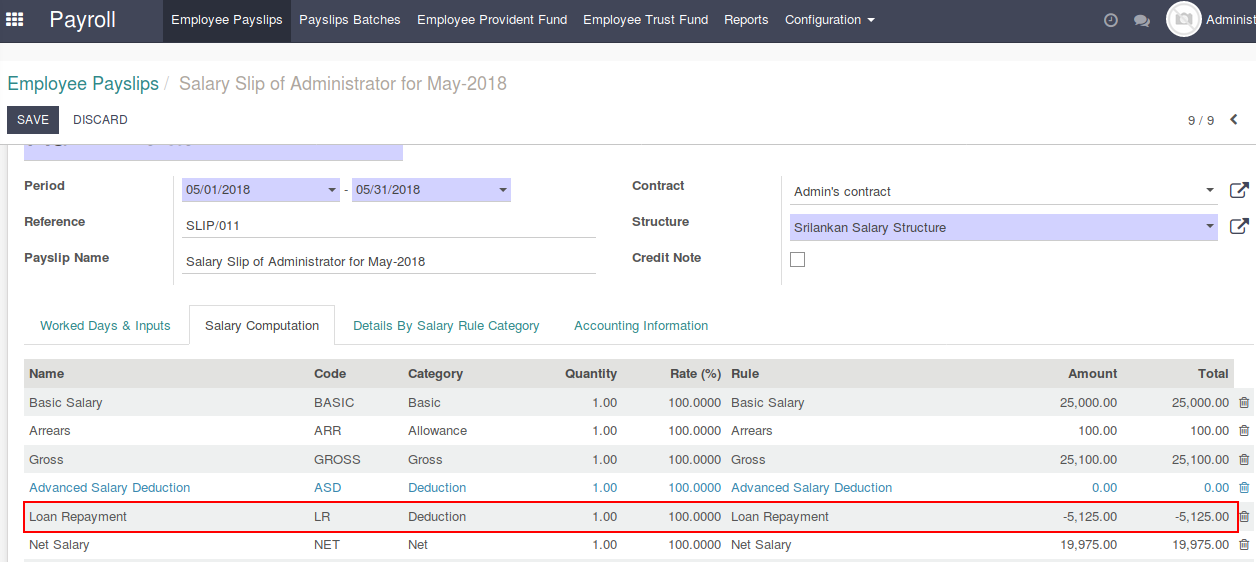 Payroll Employee Payslips Payslips Batches Employee Provident Fund Employee Trust Fund Reports Configuration Administ
Employee Payslips / Salary Slip of Administrator for May-2018
SAVE DISCARD 9 / 9
Period 05/01/2018 - 05/31/2018 Contract Admin's contract
Reference SLIP/011 Structure Srilankan Salary Structure
Payslip Name Salary Slip of Administrator for May-2018 Credit Note
Worked Days & Inputs Salary Computation Details By Salary Rule Category Accounting Information
Name Code Category Quantity Rate (%) Rule Amount Total
Basic Salary BASIC Basic 1.00 100.0000 Basic Salary 25,000.00 25,000.00
Arrears ARR Allowance 1.00 100.0000 Arrears 100.00 100.00
Gross GROSS Gross 1.00 100.0000 Gross 25,100.00 25,100.00
Advanced Salary Deduction ASD Deduction 1.00 100.0000 Advanced Salary Deduction 0.00 0.00
Loan Repayment LR Deduction 1.00 100.0000 Loan Repayment -5,125.00 -5,125.00
Net Salary NET Net 1.00 100.0000 Net Salary 19,975.00 19,975.00